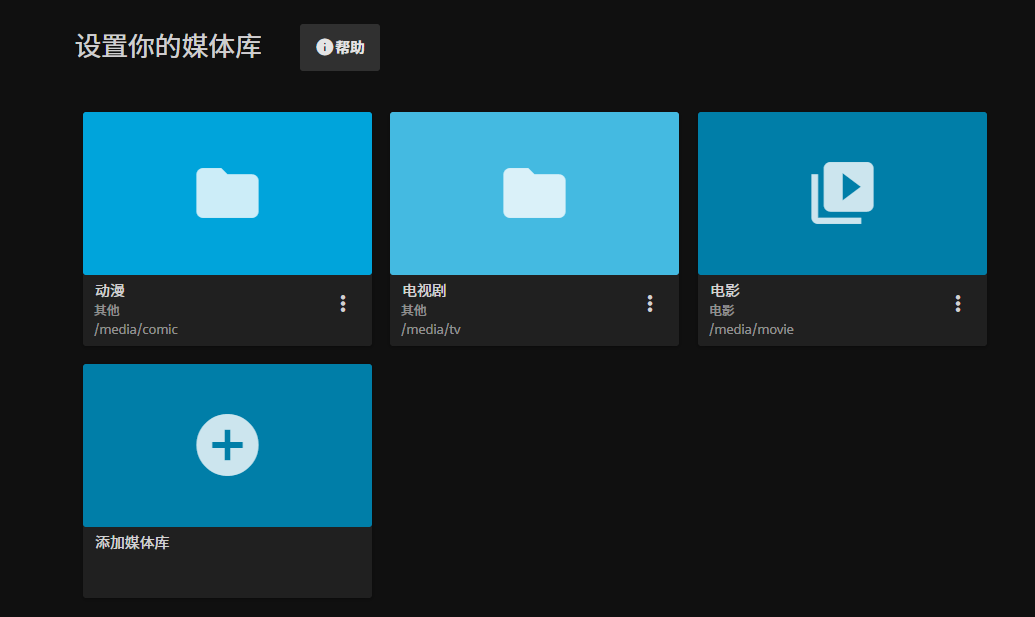 设置你的媒体库
帮助
动漫
其他
/media/comic
电视剧
其他
/media/tv
电影
电影
/media/movie
添加媒体库